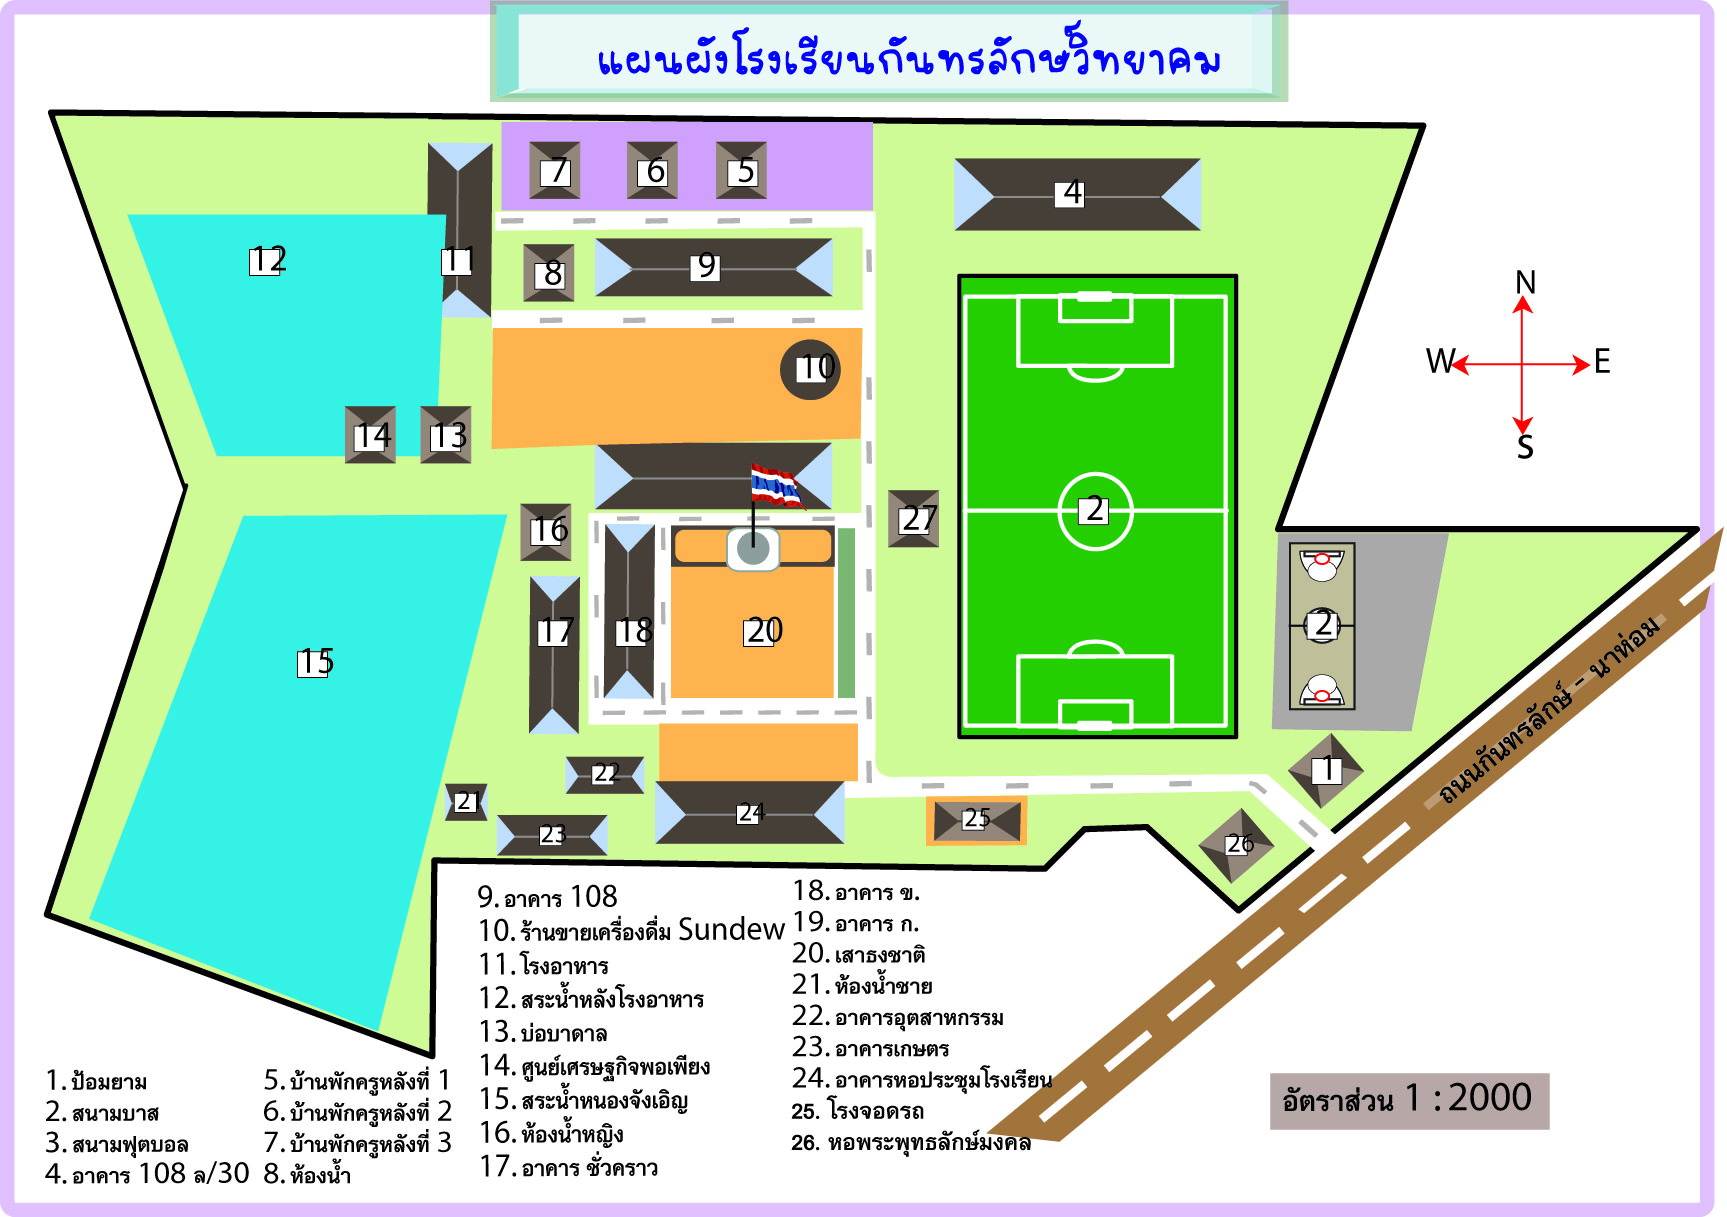 แผนผังโรงเรียนกันทรลักษ์วิทยาคม
7
6
5
4
12
11
8
9
10
N
W
E
S
14
13
16
27
2
17
18
20
2
15
1
ถนนกันทรลักษ์ - นาห่อม
22
21
23
24
25
26
1. ป้อมยาม
2. สนามบาส
3. สนามฟุตบอล
4. อาคาร 108 ล/30
5. บ้านพักครูหลังที่ 1
6. บ้านพักครูหลังที่ 2
7. บ้านพักครูหลังที่ 3
8. ห้องน้ำ
9. อาคาร 108
10. ร้านขายเครื่องดื่ม Sundew
11. โรงอาหาร
12. สระน้ำหลังโรงอาหาร
13. บ่อบาดาล
14. ศูนย์เศรษฐกิจพอเพียง
15. สระน้ำหนองจังเอิญ
16. ห้องน้ำหญิง
17. อาคาร ชั่วคราว
18. อาคาร ข.
19. อาคาร ก.
20. เสาธงชาติ
21. ห้องน้ำชาย
22. อาคารอุตสาหกรรม
23. อาคารเกษตร
24. อาคารหอประชุมโรงเรียน
25. โรงจอดรถ
26. หอพระพุทธลักษ์มงคล
อัตราส่วน 1 : 2000